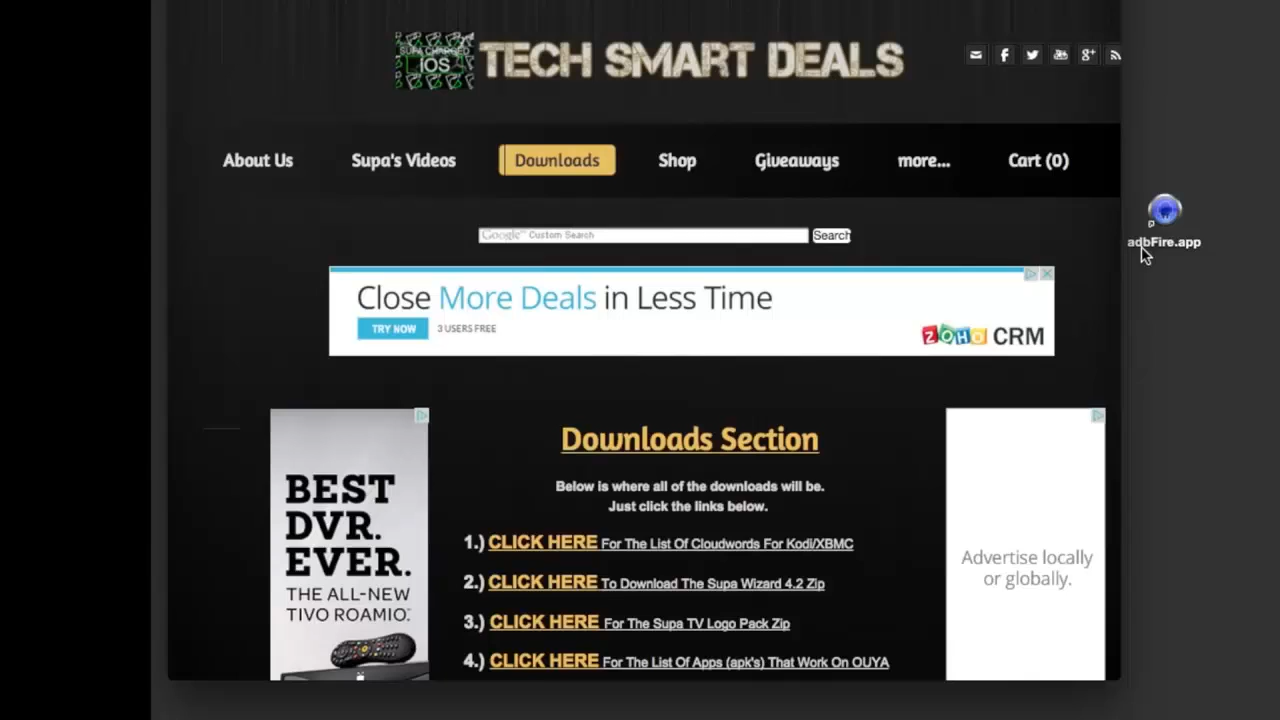 SUPA CHARGED
iOS
TECH SMART DEALS
About Us
Supa's Videos
Downloads
Shop
Giveaways
more...
Cart (0)
Google™ Custom Search
Search
adbFire.app
Close More Deals in Less Time
TRY NOW
3 USERS FREE
ZOHO CRM
BEST
DVR.
EVER.
THE ALL-NEW
TIVO ROAMIO.
Downloads Section
Below is where all of the downloads will be.
Just click the links below.
1.) CLICK HERE For The List Of Cloudwords For Kodi/XBMC
2.) CLICK HERE To Download The Supa Wizard 4.2 Zip
3.) CLICK HERE For The Supa TV Logo Pack Zip
4.) CLICK HERE For The List Of Apps (apk's) That Work On OUYA
Advertise locally
or globally.